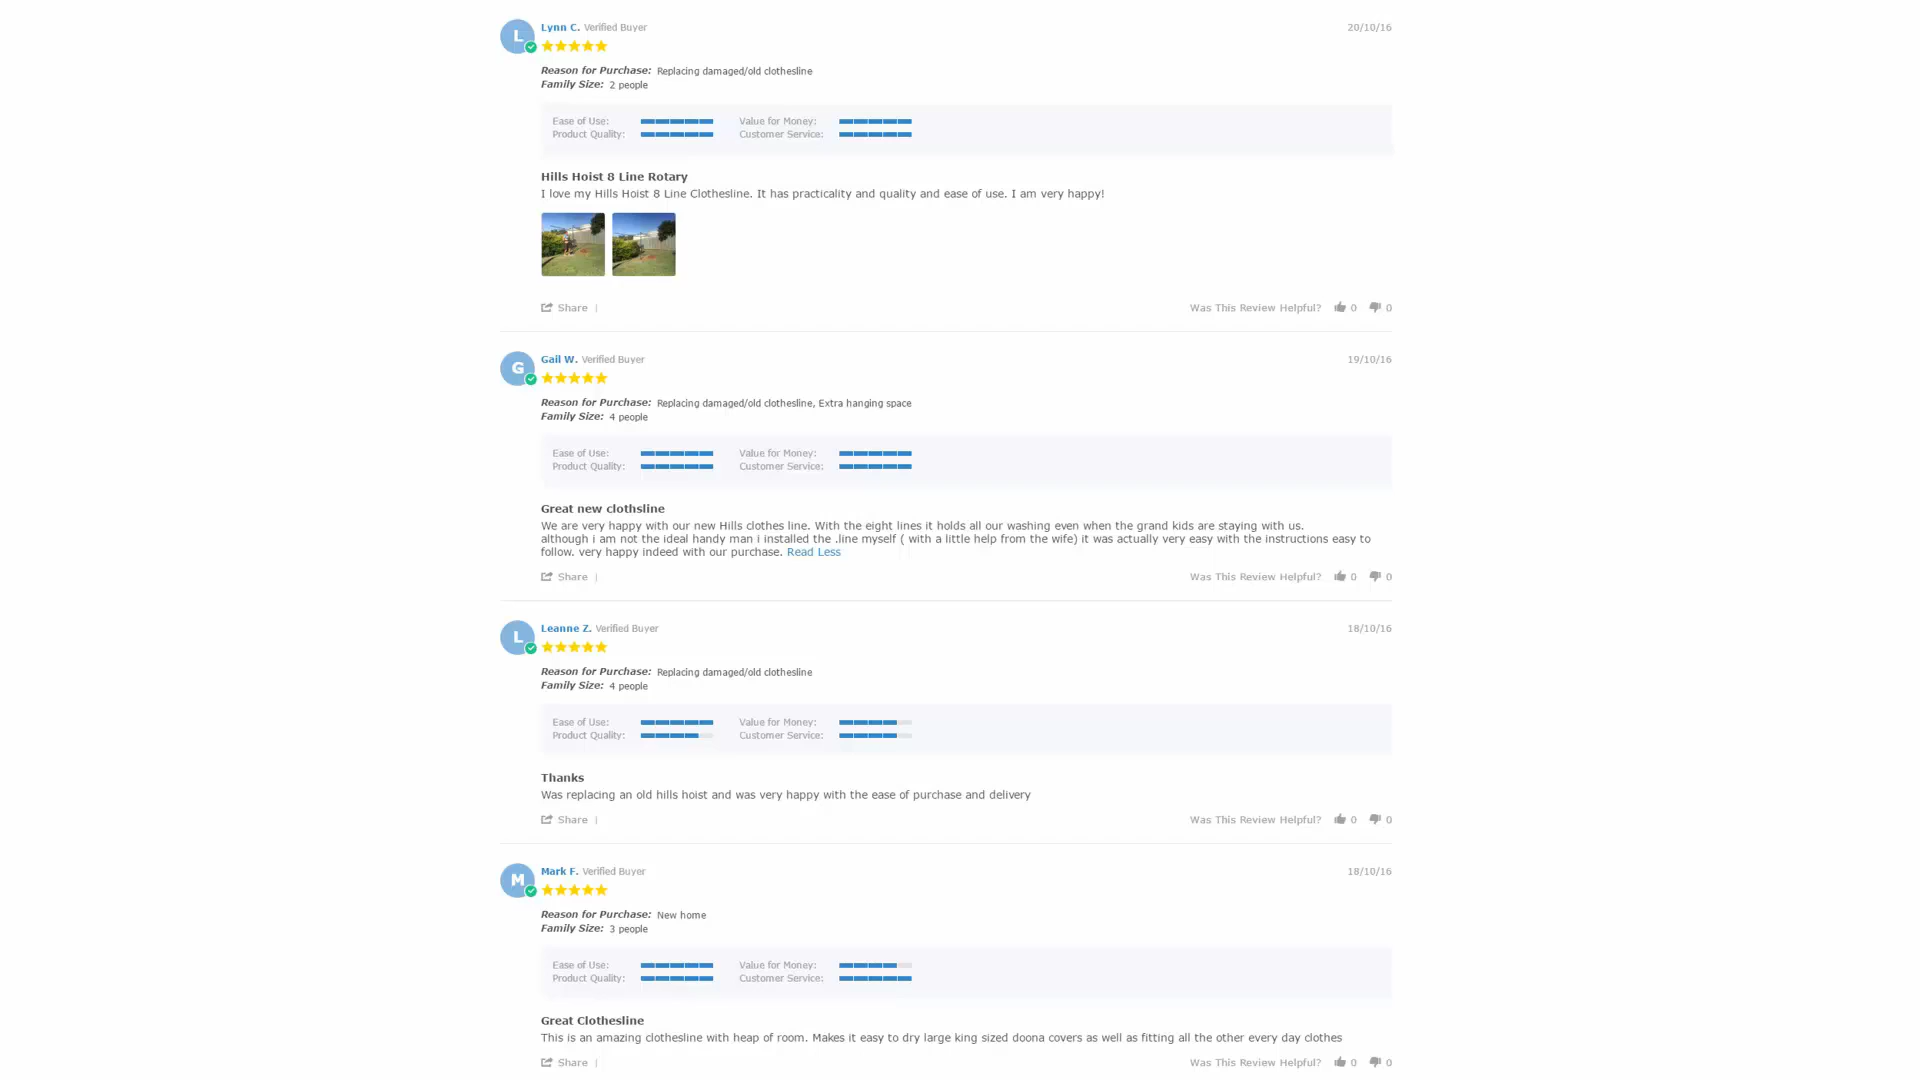 L
Lynn C. Verified Buyer 20/10/16
Reason for Purchase: Replacing damaged/old clothesline
Family Size: 2 people
Ease of Use: Value for Money:
Product Quality: Customer Service:
Hills Hoist 8 Line Rotary
I love my Hills Hoist 8 Line Clothesline. It has practicality and quality and ease of use. I am very happy!
Share | Was This Review Helpful? 0 0
G
Gail W. Verified Buyer 19/10/16
Reason for Purchase: Replacing damaged/old clothesline, Extra hanging space
Family Size: 4 people
Ease of Use: Value for Money:
Product Quality: Customer Service:
Great new clothsline
We are very happy with our new Hills clothes line. With the eight lines it holds all our washing even when the grand kids are staying with us.
although i am not the ideal handy man i installed the .line myself ( with a little help from the wife) it was actually very easy with the instructions easy to
follow. very happy indeed with our purchase. Read Less
Share | Was This Review Helpful? 0 0
L
Leanne Z. Verified Buyer 18/10/16
Reason for Purchase: Replacing damaged/old clothesline
Family Size: 4 people
Ease of Use: Value for Money:
Product Quality: Customer Service:
Thanks
Was replacing an old hills hoist and was very happy with the ease of purchase and delivery
Share | Was This Review Helpful? 0 0
M
Mark F. Verified Buyer 18/10/16
Reason for Purchase: New home
Family Size: 3 people
Ease of Use: Value for Money:
Product Quality: Customer Service:
Great Clothesline
This is an amazing clothesline with heap of room. Makes it easy to dry large king sized doona covers as well as fitting all the other every day clothes
Share | Was This Review Helpful? 0 0